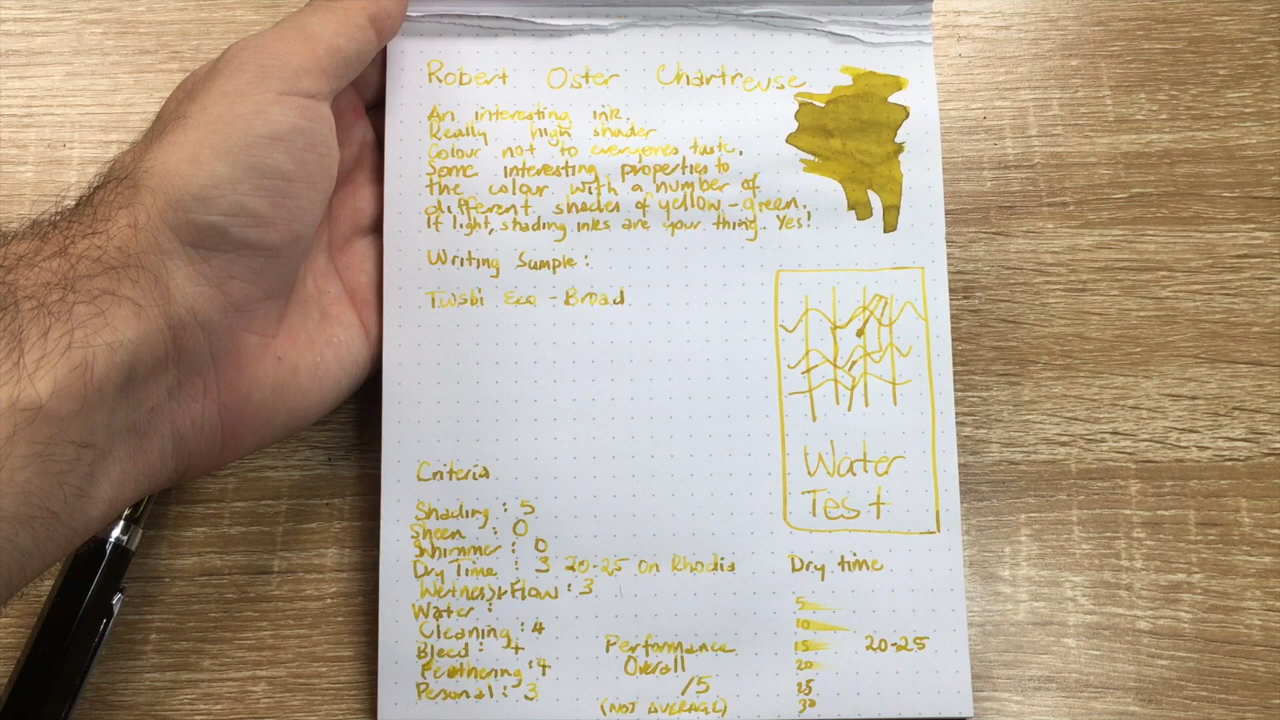 Robert Oster Chartreuse
An interesting ink.
Really high shader
Colour not to everyones taste.
Some interesting properties to
the colour with a number of
different shades of yellow-green.
If light, shading inks are your thing.. Yes!
Writing Sample:
Twsbi Eco - Broad
Water
Test
Criteria
Shading: 5
Sheen: 0
Shimmer: 0
Dry Time: 3 20-25 on Rhodia
Wetness+Flow: 3
Water:
Cleaning: 4
Bleed:
Feathering: 4
Personal: 3
Performance
Overall
/5
(NOT AVERAGE)
Dry time
5
10
15 20-25
20
25
30